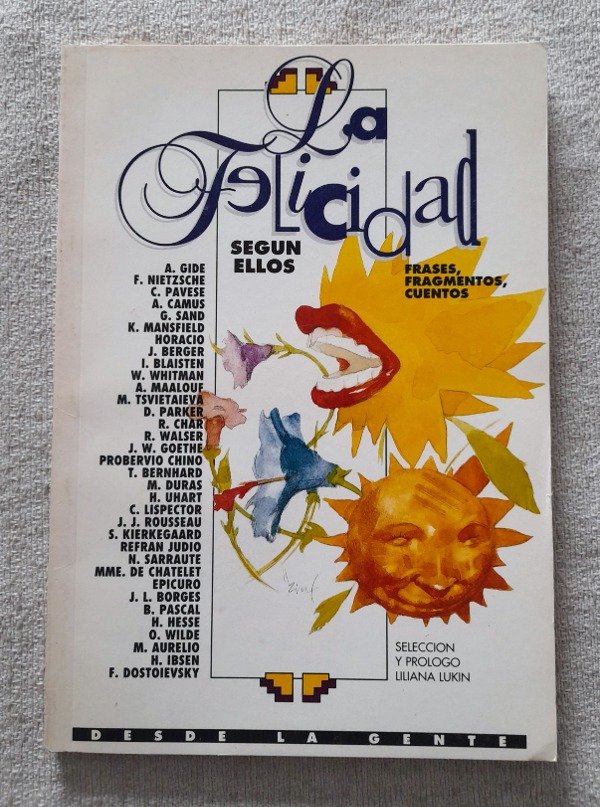 La
Felicidad
SEGUN
ELLOS
FRASES,
FRAGMENTOS,
CUENTOS
A. GIDE
F. NIETZSCHE
C. PAVESE
A. CAMUS
G. SAND
K. MANSFIELD
HORACIO
J. BERGER
I. BLAISTEN
W. WHITMAN
A. MAALOUF
M. TSVIETAIEVA
D. PARKER
R. CHAR
R. WALSER
J. W. GOETHE
PROBERVIO CHINO
T. BERNHARD
M. DURAS
H. UHART
C. LISPECTOR
J. J. ROUSSEAU
S. KIERKEGAARD
REFRAN JUDIO
N. SARRAUTE
MME. DE CHATELET
EPICURO
J. L. BORGES
B. PASCAL
H. HESSE
O. WILDE
M. AURELIO
H. IBSEN
F. DOSTOIEVSKY
SELECCION
Y PROLOGO
LILIANA LUKIN
DESDE LA GENTE